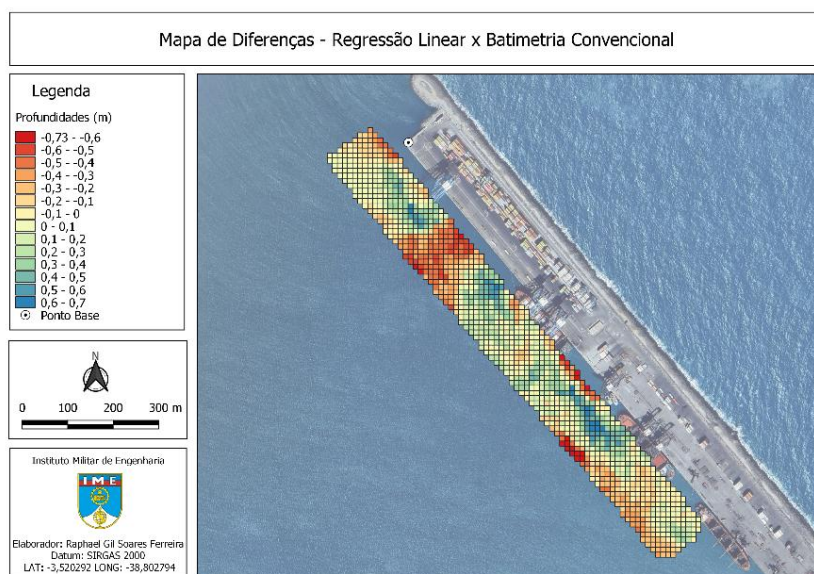 Mapa de Diferenças - Regressão Linear x Batimetria Convencional
Legenda
Profundidades (m)
-0,73 - -0,6
-0,6 - -0,5
-0,5 - -0,4
-0,4 - -0,3
-0,3 - -0,2
-0,2 - -0,1
-0,1 - 0
0 - 0,1
0,1 - 0,2
0,2 - 0,3
0,3 - 0,4
0,4 - 0,5
0,5 - 0,6
0,6 - 0,7
Ponto Base
N
0 100 200 300 m
Instituto Militar de Engenharia
IME
Elaborador: Raphael Gil Soares Ferreira
Datum: SIRGAS 2000
LAT: -3,520292 LONG: -38,802794